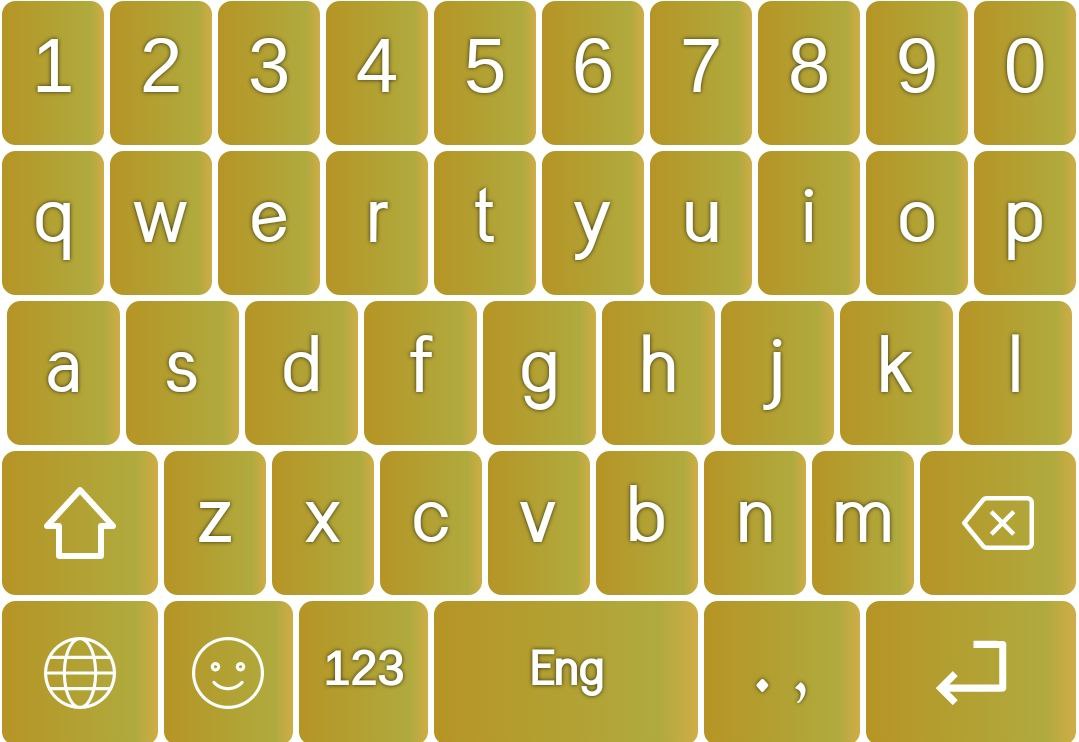 1 2 3 4 5 6 7 8 9 0
q w e r t y u i o p
a s d f g h j k l
z x c v b n m
123 Eng . ,